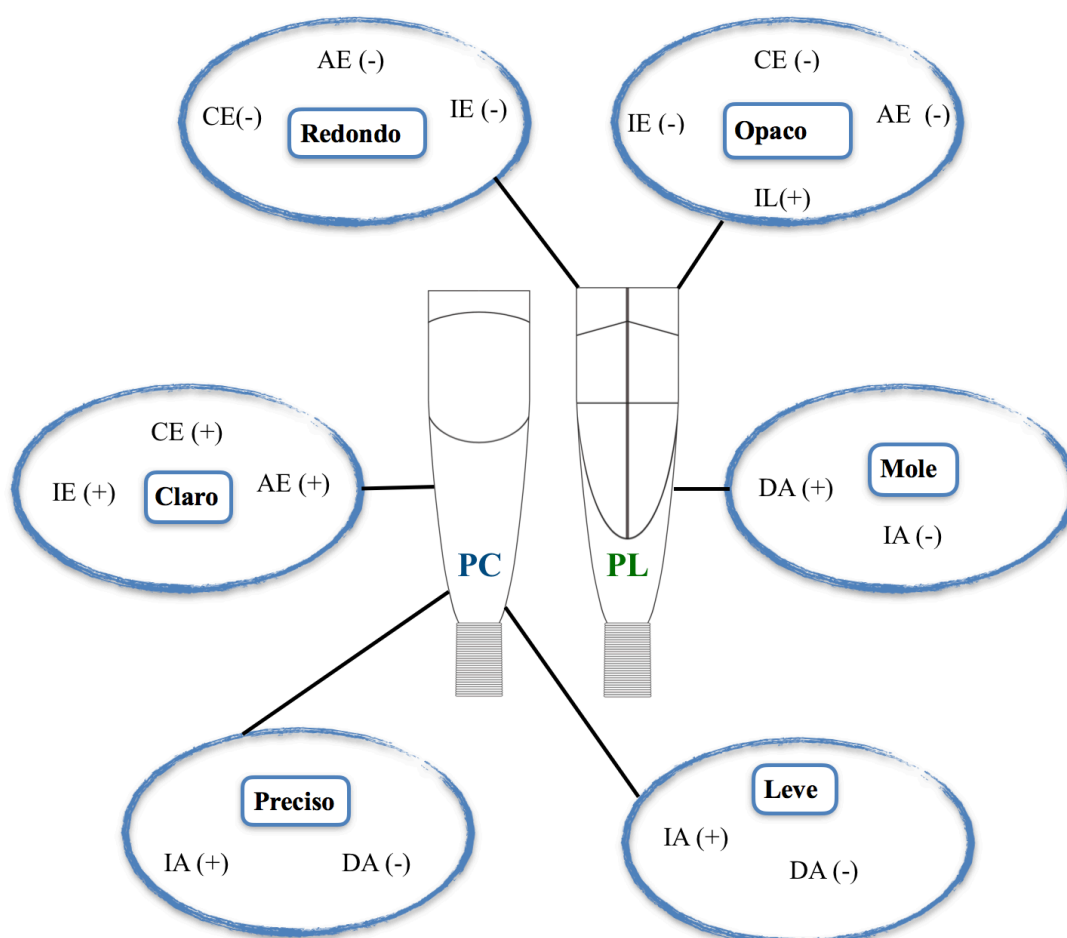 AE (-)
CE(-)
IE (-)
Redondo
CE (-)
IE (-)
AE (-)
Opaco
IL(+)
CE (+)
IE (+)
AE (+)
Claro
Mole
DA (+)
IA (-)
PC
PL
Preciso
IA (+)
DA (-)
Leve
IA (+)
DA (-)